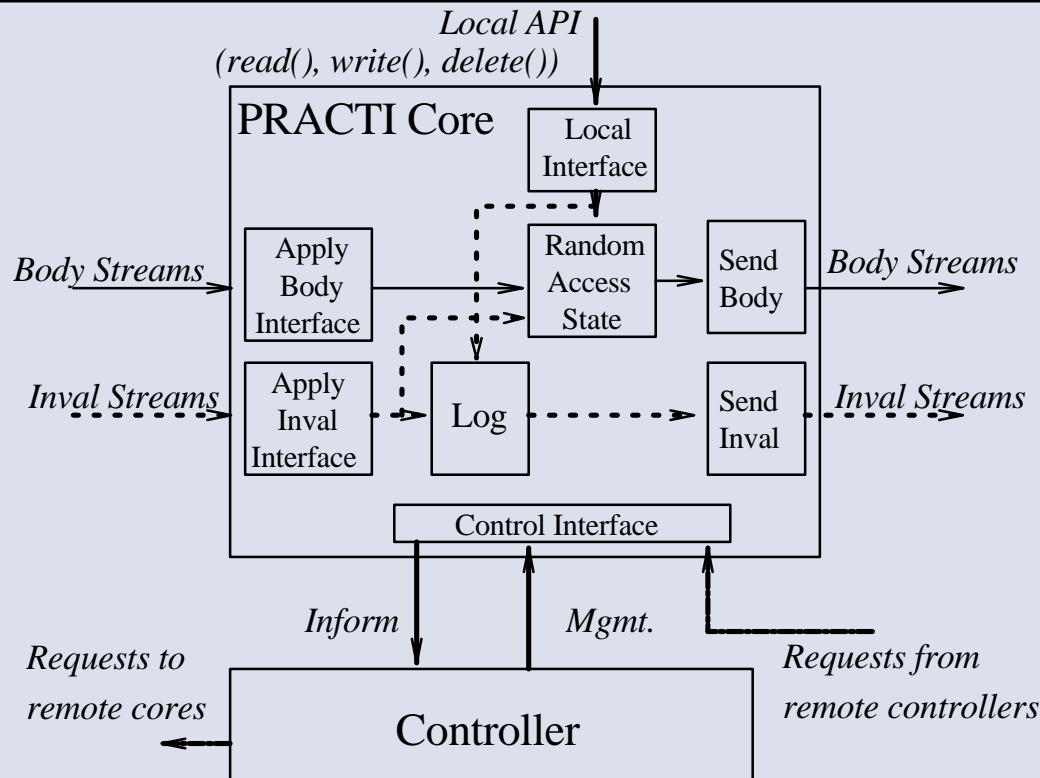 Local API
(read(), write(), delete())
PRACTI Core
Local
Interface
Apply
Body
Interface
Random
Access
State
Send
Body
Body Streams
Body Streams
Inval Streams
Apply
Inval
Interface
Log
Send
Inval
Inval Streams
Control Interface
Inform
Mgmt.
Requests to
remote cores
Requests from
remote controllers
Controller